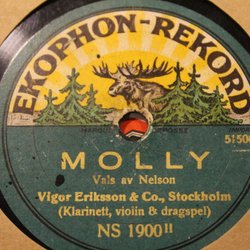 EKOPHON-REKORD
MOLLY
Vals av Nelson
Vigor Eriksson & Co., Stockholm
(Klarinett, violin & dragspel)
NS 1900 II